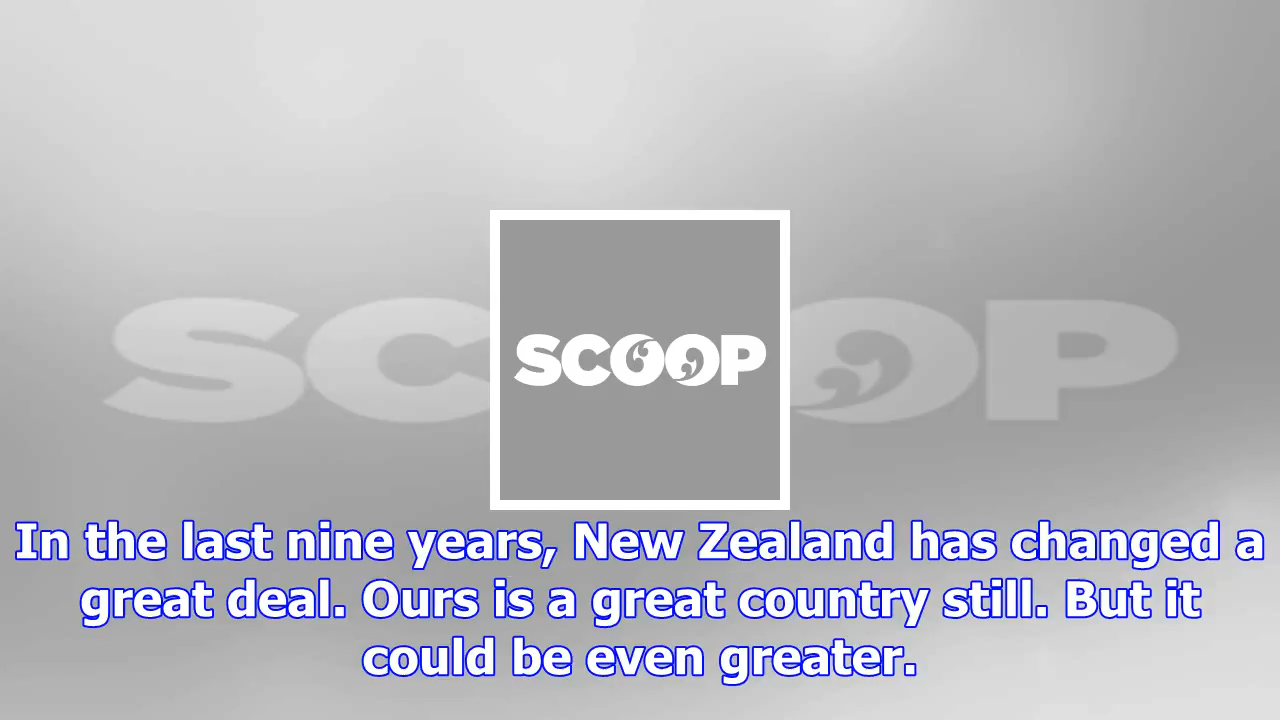 SCOOP
SCOOP
In the last nine years, New Zealand has changed a
great deal. Ours is a great country still. But it
could be even greater.